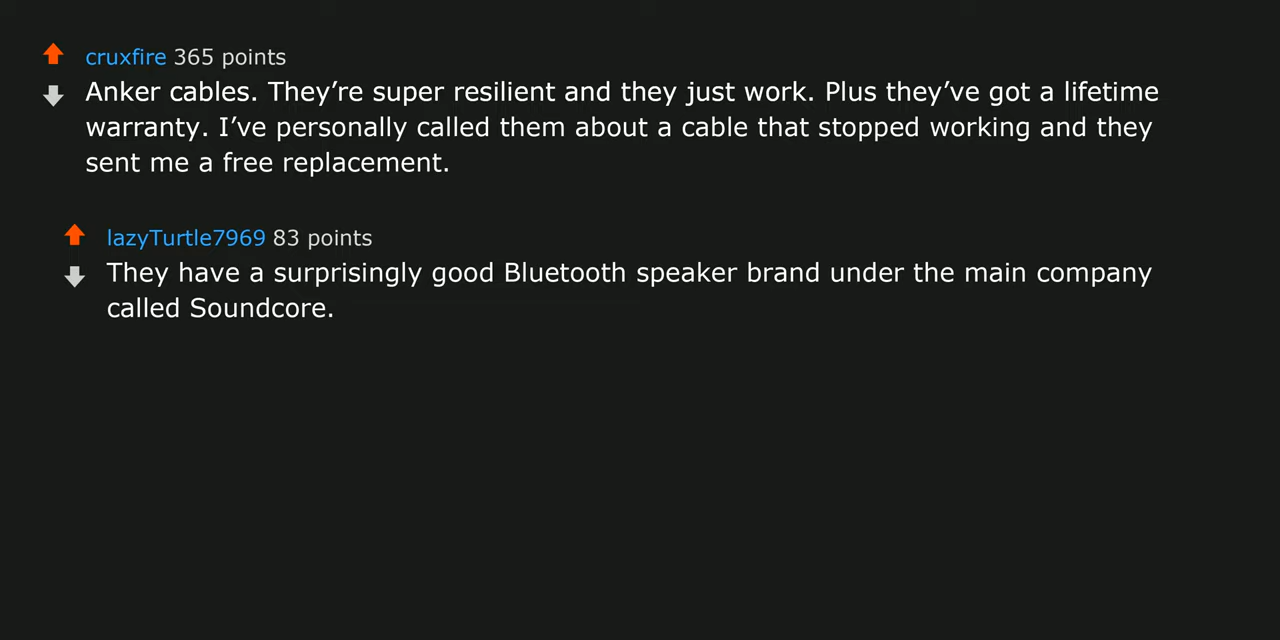 cruxfire 365 points
Anker cables. They’re super resilient and they just work. Plus they’ve got a lifetime
warranty. I’ve personally called them about a cable that stopped working and they
sent me a free replacement.
lazyTurtle7969 83 points
They have a surprisingly good Bluetooth speaker brand under the main company
called Soundcore.